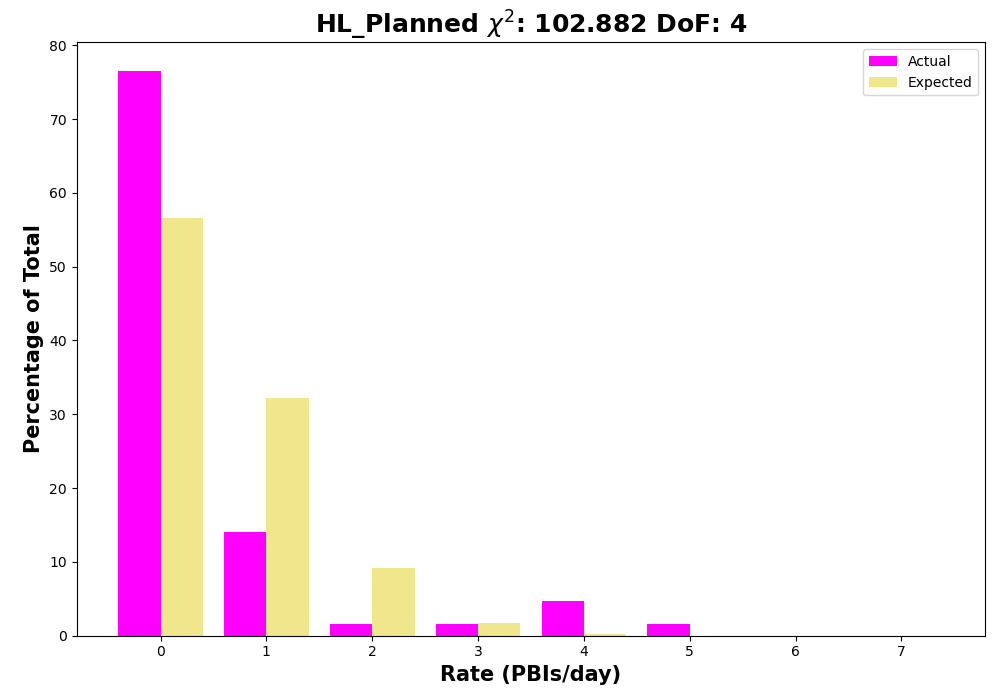 HL_Planned χ²: 102.882 DoF: 4
Actual
Expected
80
70
60
50
40
30
20
10
0
Percentage of Total
0 1 2 3 4 5 6 7
Rate (PBIs/day)